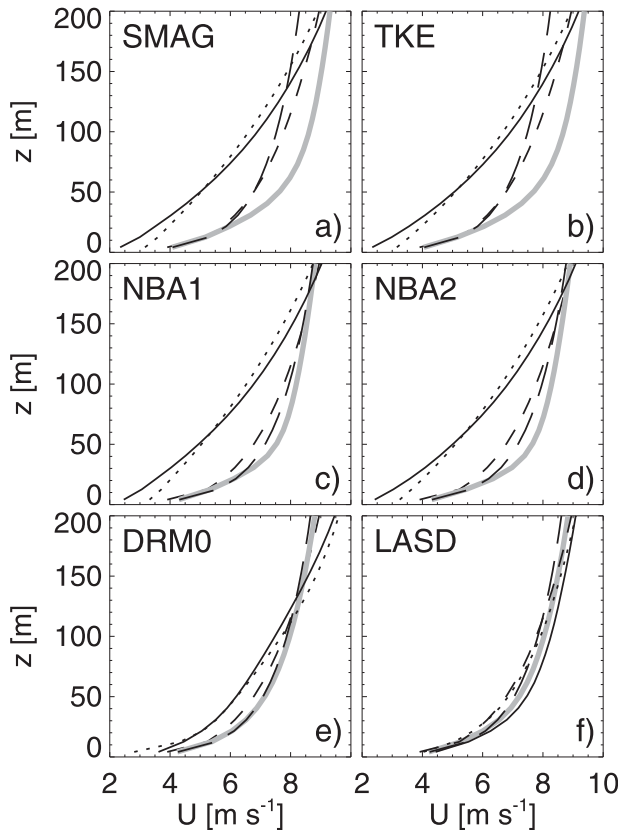 200 SMAG TKE
150
z [m] 100
50
0 a) b)
200 NBA1 NBA2
150
z [m] 100
50
0 c) d)
200 DRM0 LASD
150
z [m] 100
50
0 e) f)
2 4 6 8 2 4 6 8 10
U [m s-1] U [m s-1]